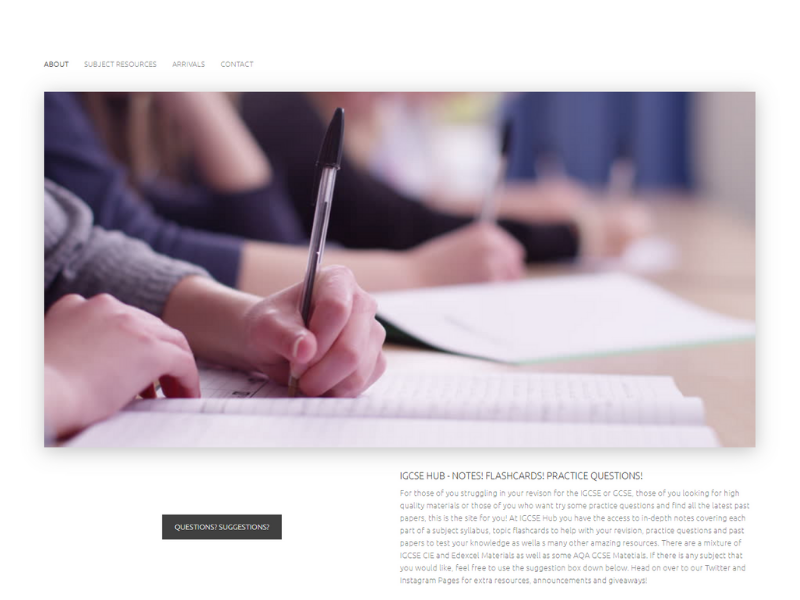 ABOUT SUBJECT RESOURCES ARRIVALS CONTACT
IGCSE HUB - NOTES! FLASHCARDS! PRACTICE QUESTIONS!
For those of you struggling in your revison for the IGCSE or GCSE, those of you looking for high
quality materials or those of you who want try some practice questions and find all the latest past
papers, this is the site for you! At IGCSE Hub you have the access to in-depth notes covering each
part of a subject syllabus, topic flashcards to help with your revision, practice questions and past
papers to test your knowledge as wella s many other amazing resources. There are a mixture of
IGCSE CIE and Edexcel Materials as well as some AQA GCSE Matetials. If there is any subject that
you would like, feel free to use the suggestion box down below. Head on over to our Twitter and
Instagram Pages for extra resources, announcements and giveaways!
QUESTIONS? SUGGESTIONS?